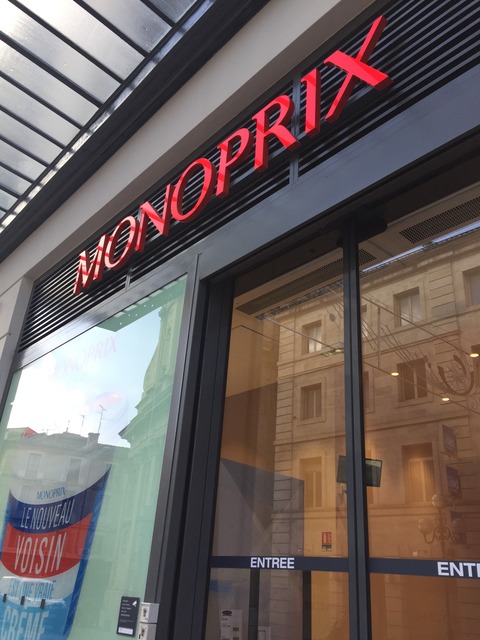 MONOPRIX
MONOPRIX
LE NOUVEAU
VOISIN
CRÈME
ENTREE